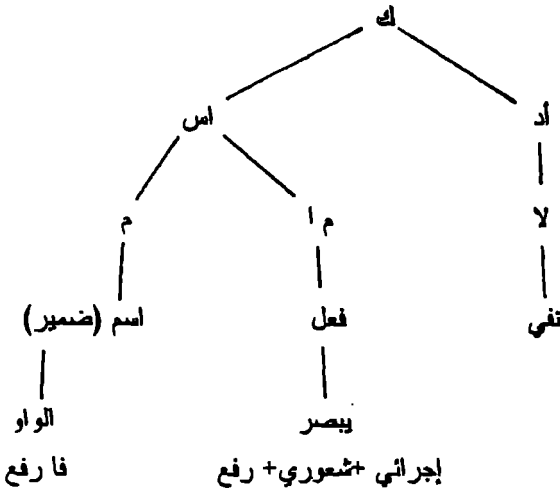 ك
أد اس
لا م ا م
نفي فعل اسم (ضمير)
يبصر الواو
إجرائي +شعوري+ رفع فا رفع